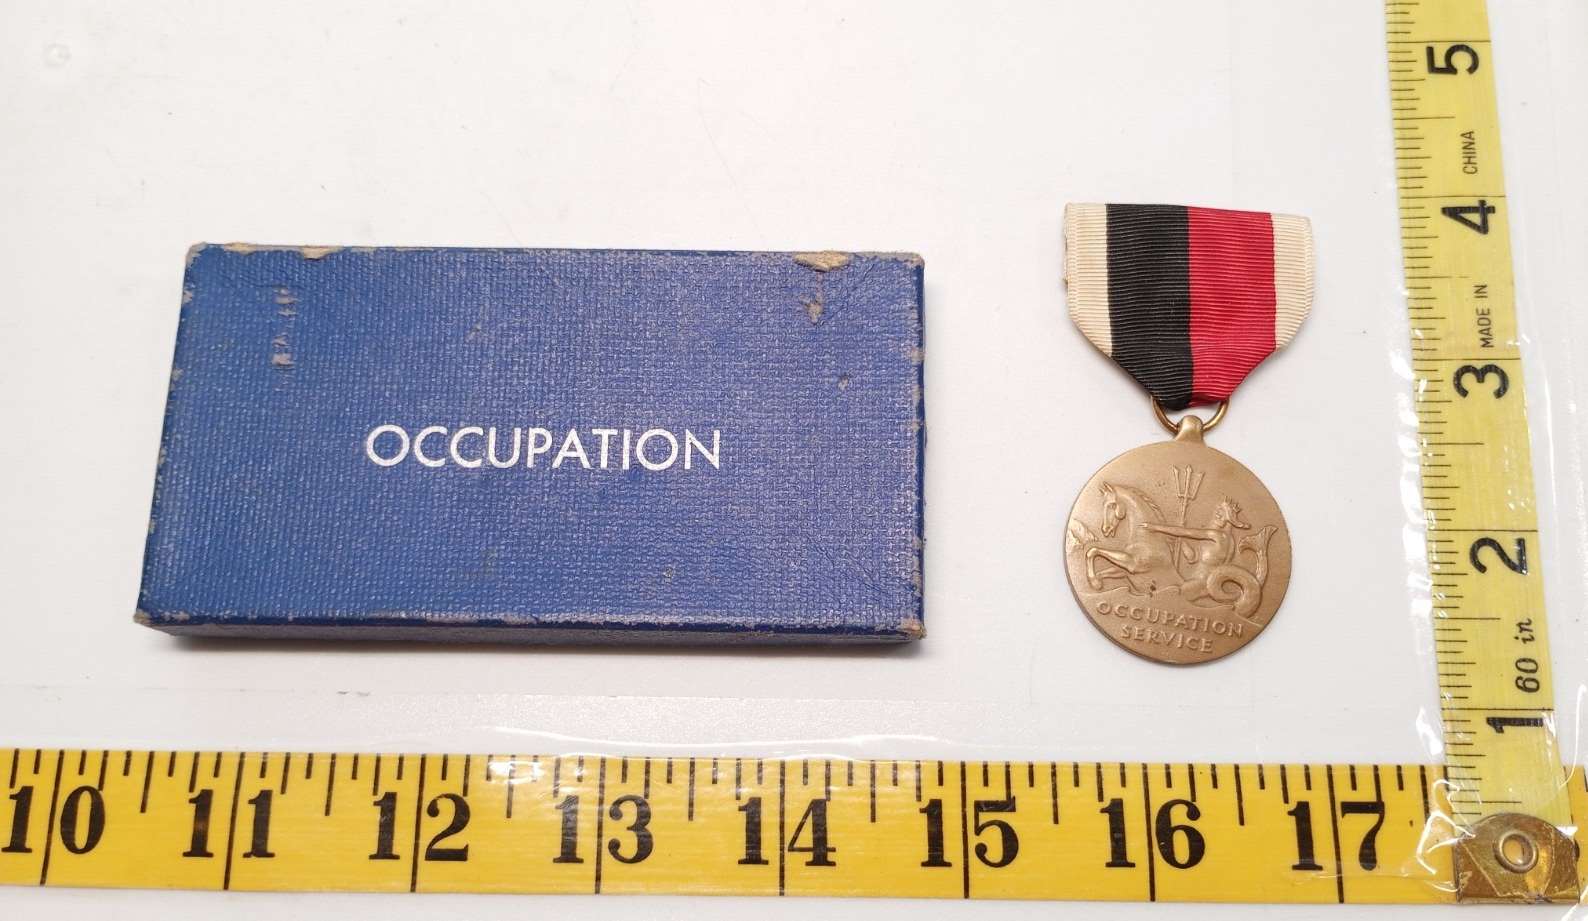 OCCUPATION
OCCUPATION
SERVICE
5
CHINA
4
MADE IN
3
2
60 in
1
10 11 12 13 14 15 16 17